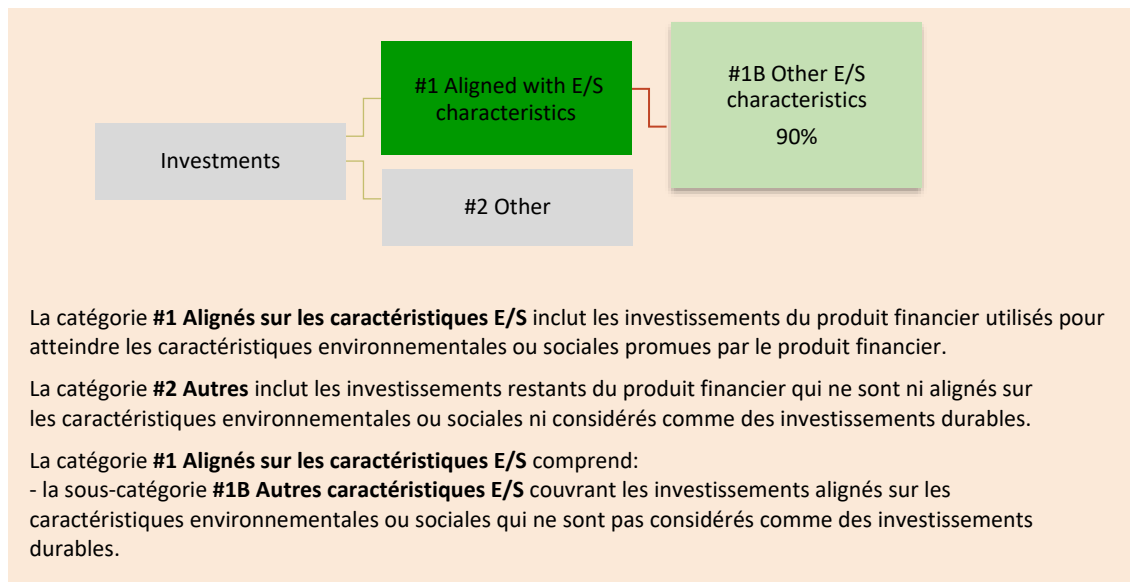 #1 Aligned with E/S
characteristics
#1B Other E/S
characteristics
90%
Investments
#2 Other
La catégorie #1 Alignés sur les caractéristiques E/S inclut les investissements du produit financier utilisés pour
atteindre les caractéristiques environnementales ou sociales promues par le produit financier.
La catégorie #2 Autres inclut les investissements restants du produit financier qui ne sont ni alignés sur
les caractéristiques environnementales ou sociales ni considérés comme des investissements durables.
La catégorie #1 Alignés sur les caractéristiques E/S comprend:
- la sous-catégorie #1B Autres caractéristiques E/S couvrant les investissements alignés sur les
caractéristiques environnementales ou sociales qui ne sont pas considérés comme des investissements
durables.